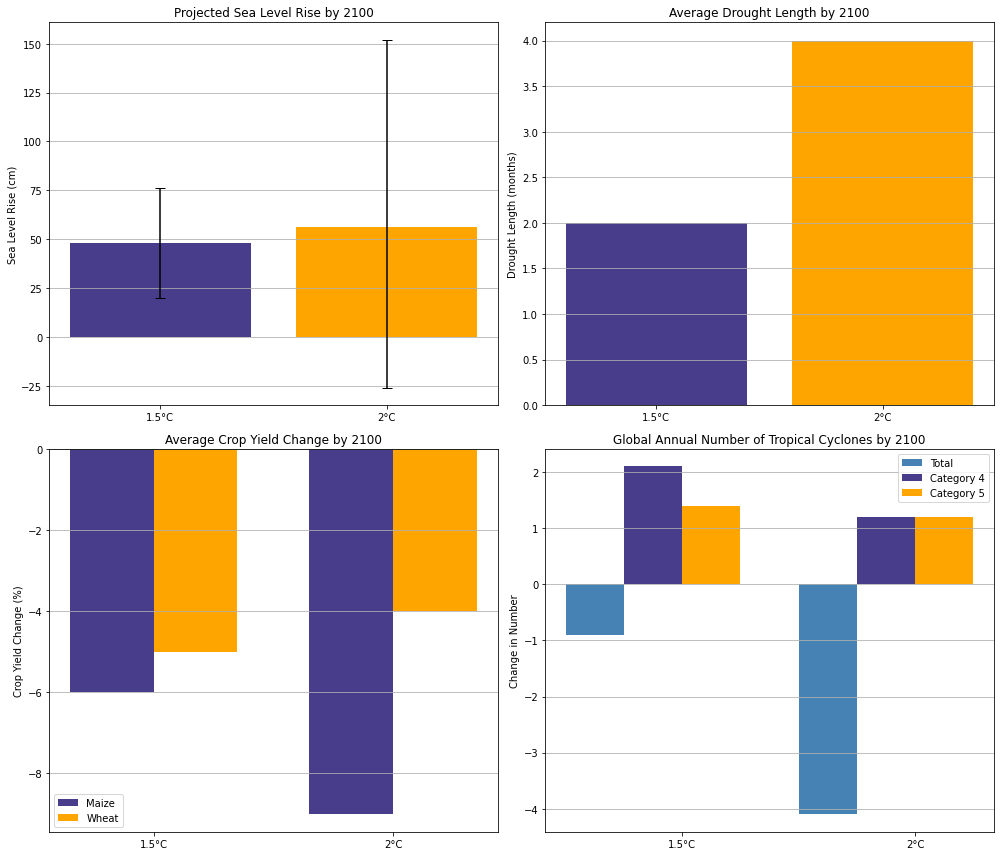 Projected Sea Level Rise by 2100
Sea Level Rise (cm)
150
125
100
75
50
25
0
−25
1.5°C 2°C
Average Drought Length by 2100
Drought Length (months)
4.0
3.5
3.0
2.5
2.0
1.5
1.0
0.5
0.0
1.5°C 2°C
Average Crop Yield Change by 2100
Crop Yield Change (%)
0
−2
−4
−6
−8
Maize
Wheat
1.5°C 2°C
Global Annual Number of Tropical Cyclones by 2100
Change in Number
2
1
0
−1
−2
−3
−4
Total
Category 4
Category 5
1.5°C 2°C